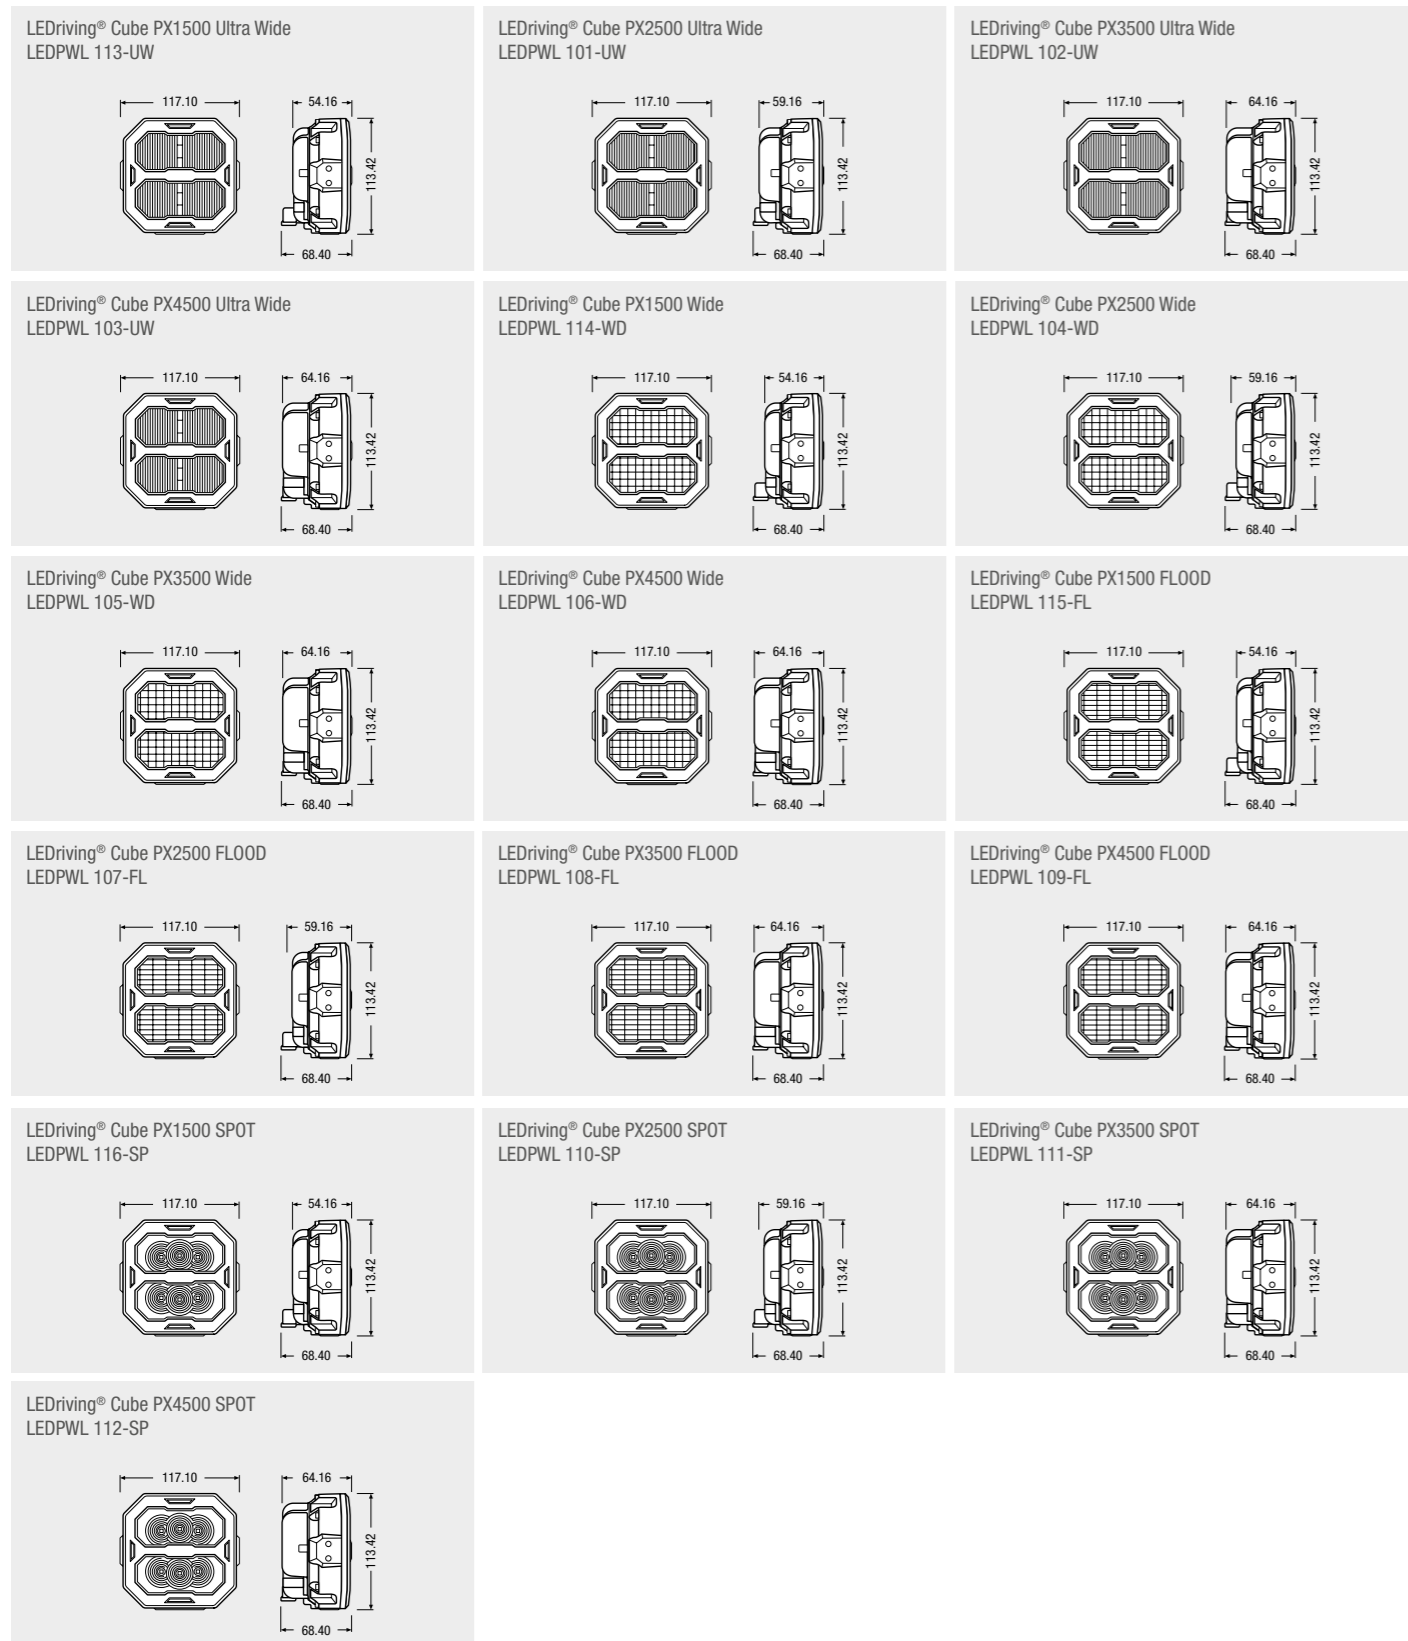 LEDriving® Cube PX1500 Ultra Wide
LEDPWL 113-UW
117.10
54.16
113.42
68.40
LEDriving® Cube PX2500 Ultra Wide
LEDPWL 101-UW
117.10
59.16
113.42
68.40
LEDriving® Cube PX3500 Ultra Wide
LEDPWL 102-UW
117.10
64.16
113.42
68.40
LEDriving® Cube PX4500 Ultra Wide
LEDPWL 103-UW
117.10
64.16
113.42
68.40
LEDriving® Cube PX1500 Wide
LEDPWL 114-WD
117.10
54.16
113.42
68.40
LEDriving® Cube PX2500 Wide
LEDPWL 104-WD
117.10
59.16
113.42
68.40
LEDriving® Cube PX3500 Wide
LEDPWL 105-WD
117.10
64.16
113.42
68.40
LEDriving® Cube PX4500 Wide
LEDPWL 106-WD
117.10
64.16
113.42
68.40
LEDriving® Cube PX1500 FLOOD
LEDPWL 115-FL
117.10
54.16
113.42
68.40
LEDriving® Cube PX2500 FLOOD
LEDPWL 107-FL
117.10
59.16
113.42
68.40
LEDriving® Cube PX3500 FLOOD
LEDPWL 108-FL
117.10
64.16
113.42
68.40
LEDriving® Cube PX4500 FLOOD
LEDPWL 109-FL
117.10
64.16
113.42
68.40
LEDriving® Cube PX1500 SPOT
LEDPWL 116-SP
117.10
54.16
113.42
68.40
LEDriving® Cube PX2500 SPOT
LEDPWL 110-SP
117.10
59.16
113.42
68.40
LEDriving® Cube PX3500 SPOT
LEDPWL 111-SP
117.10
64.16
113.42
68.40
LEDriving® Cube PX4500 SPOT
LEDPWL 112-SP
117.10
64.16
113.42
68.40